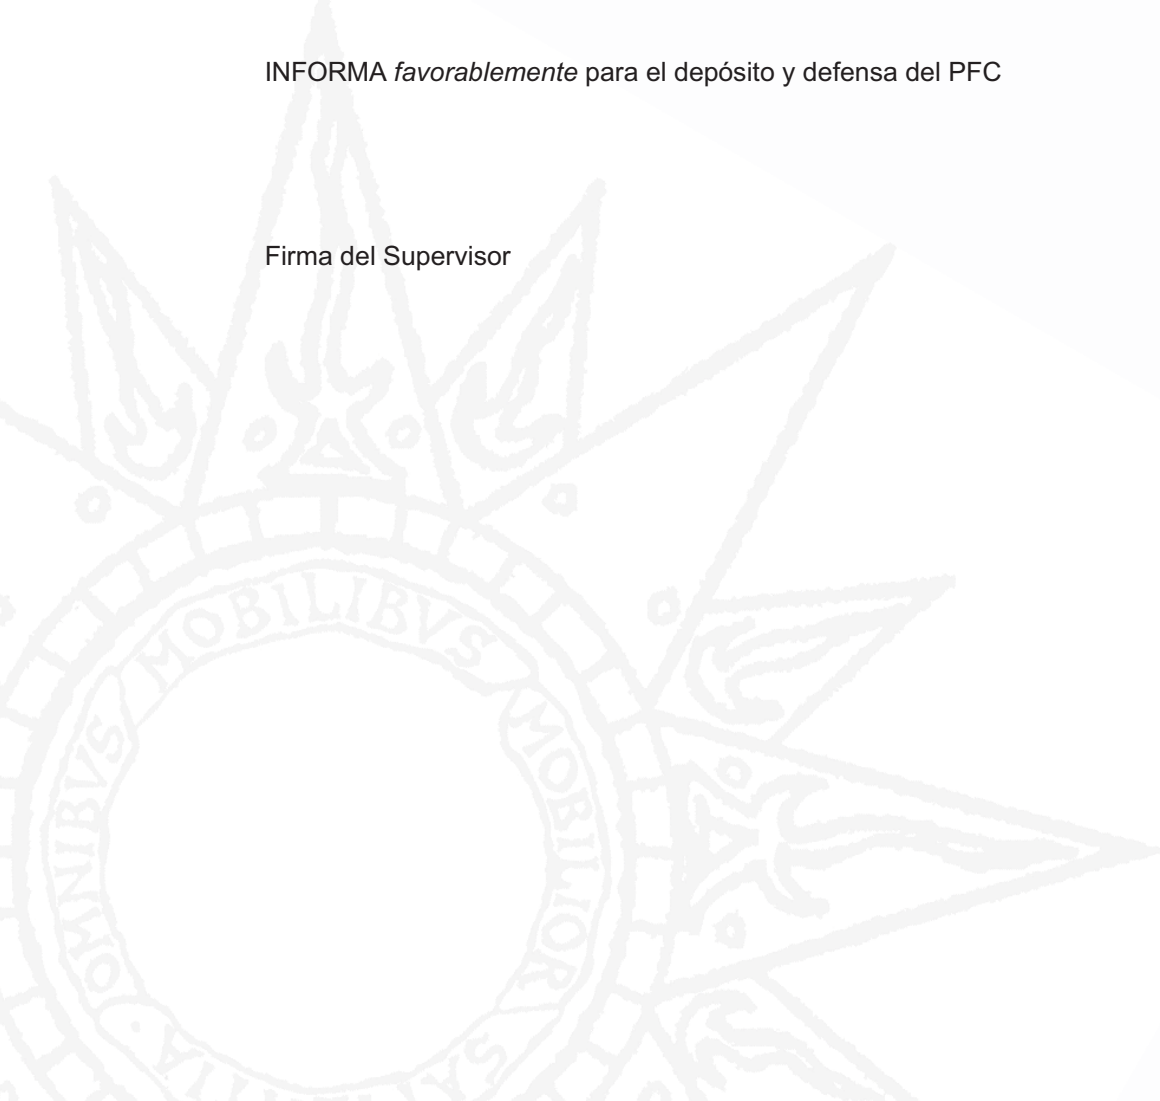 INFORMA favorablemente para el depósito y defensa del PFC
Firma del Supervisor
OMNIBVS
MOBILIBVS
MOBILIOR